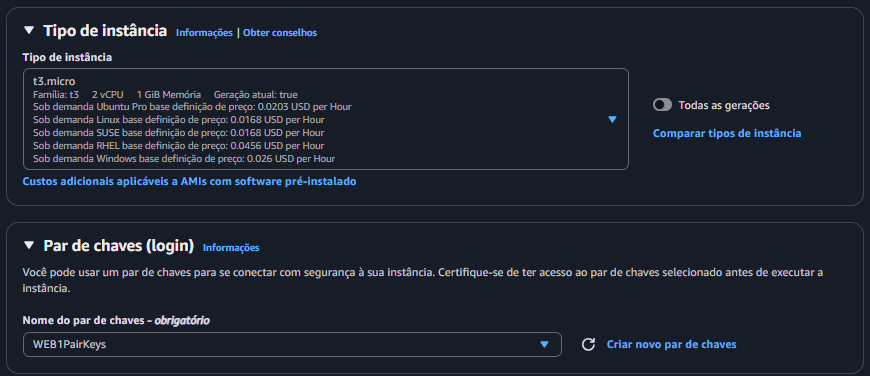 Tipo de instância Informações | Obter conselhos
Tipo de instância
t3.micro
Família: t3 2 vCPU 1 GiB Memória Geração atual: true
Sob demanda Ubuntu Pro base definição de preço: 0.0203 USD per Hour
Sob demanda Linux base definição de preço: 0.0168 USD per Hour
Sob demanda SUSE base definição de preço: 0.0168 USD per Hour
Sob demanda RHEL base definição de preço: 0.0456 USD per Hour
Sob demanda Windows base definição de preço: 0.026 USD per Hour
Todas as gerações
Comparar tipos de instância
Custos adicionais aplicáveis a AMIs com software pré-instalado
Par de chaves (login) Informações
Você pode usar um par de chaves para se conectar com segurança à sua instância. Certifique-se de ter acesso ao par de chaves selecionado antes de executar a
instância.
Nome do par de chaves - obrigatório
WEB1PairKeys
Criar novo par de chaves